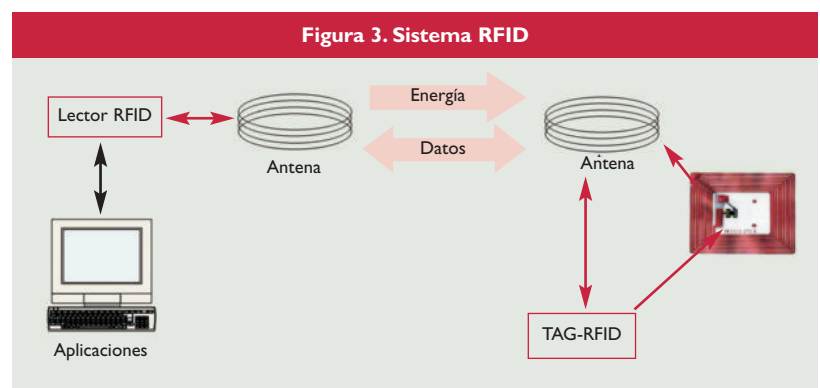 Figura 3. Sistema RFID
Lector RFID
Energía
Datos
Antena
Antena
Aplicaciones
TAG-RFID